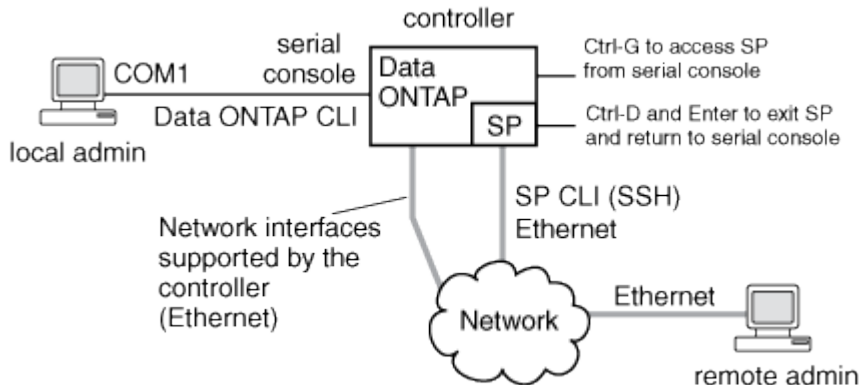 controller
serial
console
COM1
Data ONTAP CLI
local admin
Data
ONTAP
SP
Ctrl-G to access SP
from serial console
Ctrl-D and Enter to exit SP
and return to serial console
Network interfaces
supported by the
controller
(Ethernet)
SP CLI (SSH)
Ethernet
Network
Ethernet
remote admin